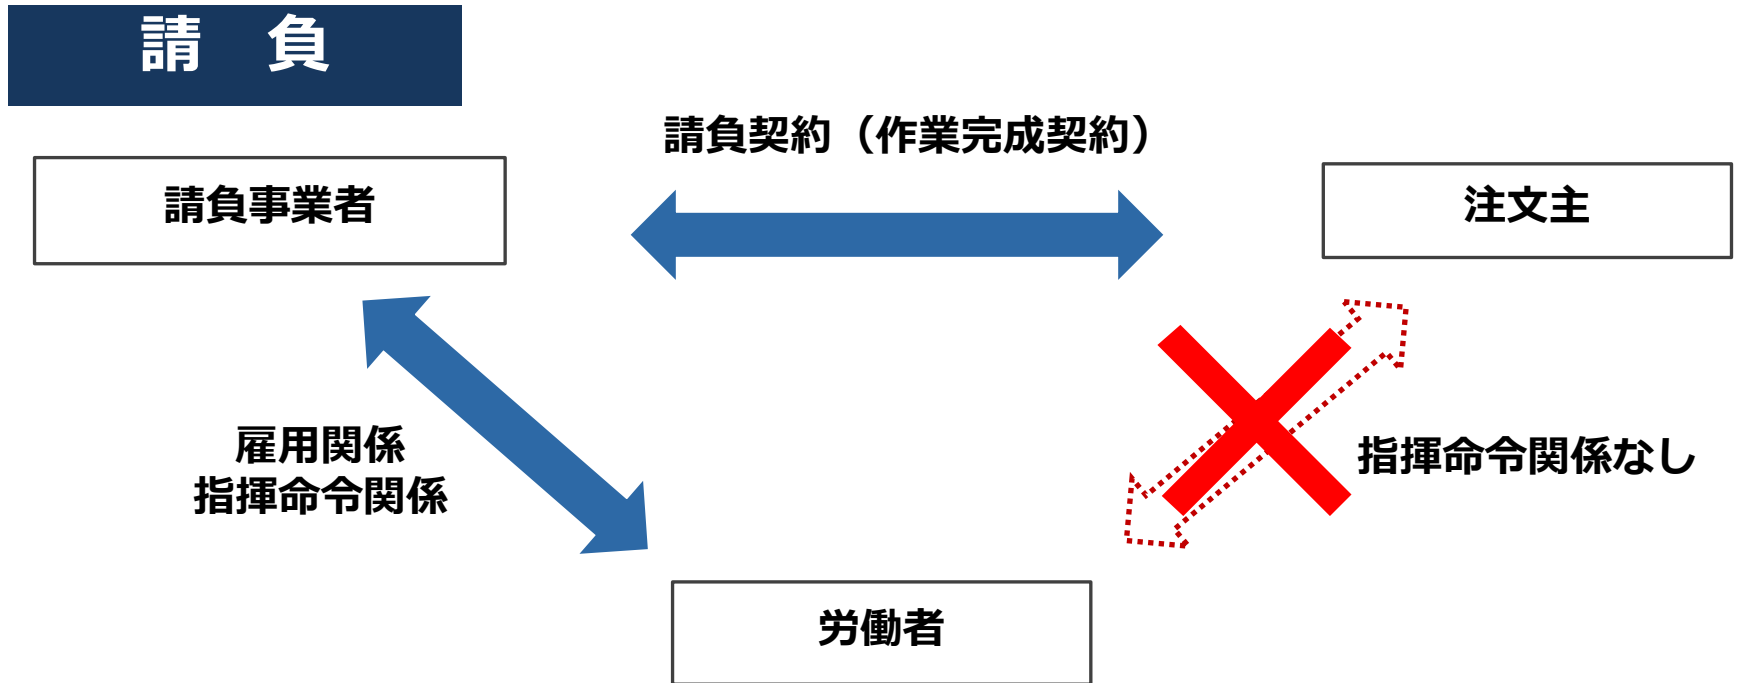 請　負
請負契約（作業完成契約）
請負事業者
注文主
雇用関係
指揮命令関係
指揮命令関係なし
労働者